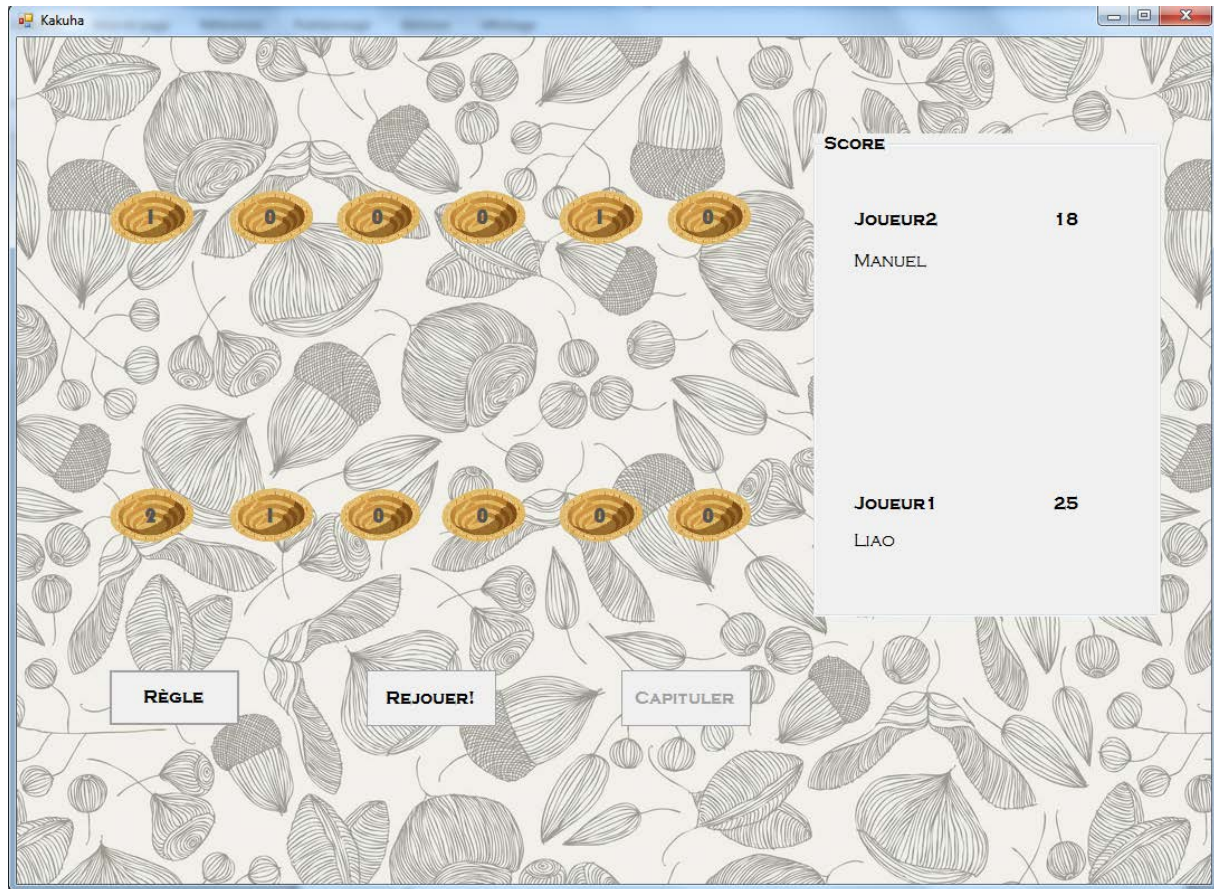 Kakuha
SCORE
1 0 0 0 1 0
JOUEUR2 18
MANUEL
2 1 0 0 0 0
JOUEUR1 25
LIAO
RÈGLE REJOUER! CAPITULER